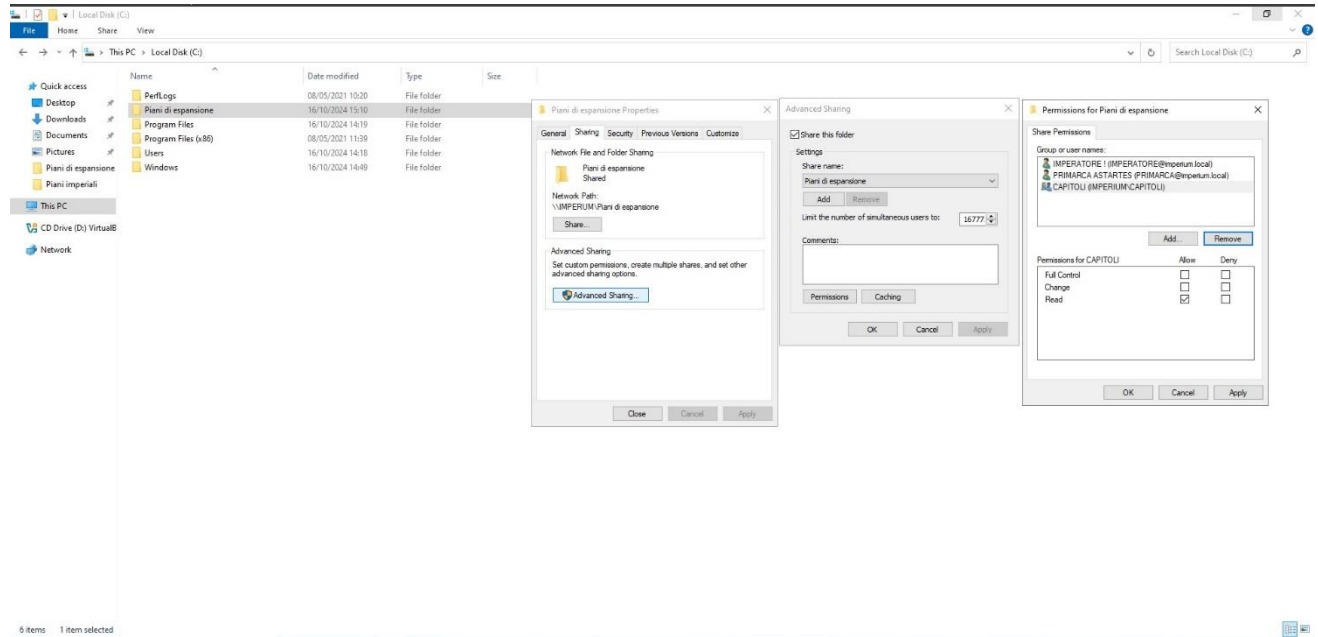 Local Disk (C:)
File Home Share View
This PC > Local Disk (C:)
Search Local Disk (C:)
Quick access
Desktop
Downloads
Documents
Pictures
Piani di espansione
Piani imperiali
This PC
CD Drive (D:) VirtualB
Network
Name Date modified Type Size
PerfLogs 08/05/2021 10:20 File folder
Piani di espansione 16/10/2024 15:10 File folder
Program Files 16/10/2024 14:19 File folder
Program Files (x86) 08/05/2021 11:39 File folder
Users 16/10/2024 14:18 File folder
Windows 16/10/2024 14:49 File folder
Piani di espansione Properties
General Sharing Security Previous Versions Customize
Network File and Folder Sharing
Piani di espansione
Shared
Network Path:
\\IMPERUM\Piani di espansione
Share...
Advanced Sharing
Set custom permissions, create multiple shares, and set other
advanced sharing options.
Advanced Sharing...
Close Cancel Apply
Advanced Sharing
Share this folder
Settings
Share name:
Piani di espansione
Add Remove
Limit the number of simultaneous users to: 16777
Comments:
Permissions Caching
OK Cancel Apply
Permissions for Piani di espansione
Share Permissions
Group or user names:
IMPERATORE ! (IMPERATORE@imperium.local)
PRIMARCA ASTARTES (PRIMARCA@imperium.local)
CAPITOLI (IMPERIUM\CAPITOLI)
Add... Remove
Permissions for CAPITOLI Allow Deny
Full Control
Change
Read
OK Cancel Apply
6 items 1 item selected